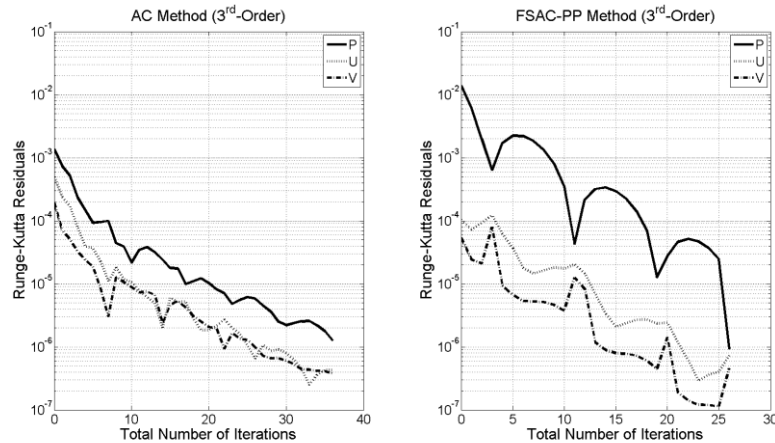 AC Method (3rd-Order)
10^-1
10^-2
10^-3
10^-4
10^-5
10^-6
10^-7
Runge-Kutta Residuals
P
U
V
0 10 20 30 40
Total Number of Iterations
FSAC-PP Method (3rd-Order)
10^-1
10^-2
10^-3
10^-4
10^-5
10^-6
10^-7
Runge-Kutta Residuals
P
U
V
0 5 10 15 20 25 30
Total Number of Iterations